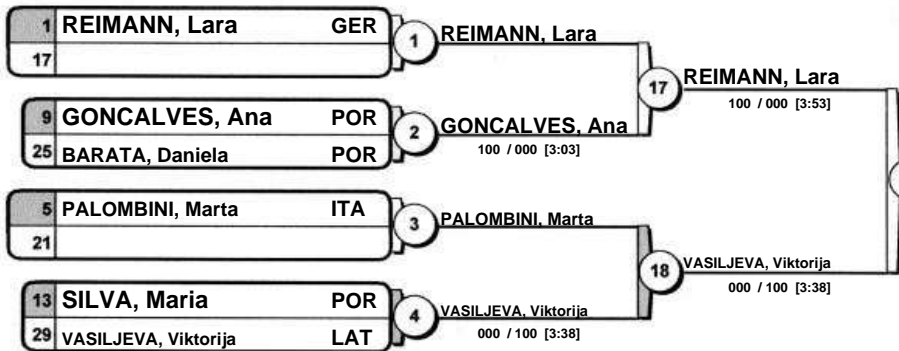 1 REIMANN, Lara GER
17
1
REIMANN, Lara
9 GONCALVES, Ana POR
25 BARATA, Daniela POR
2
GONCALVES, Ana
100 / 000 [3:03]
17
REIMANN, Lara
100 / 000 [3:53]
5 PALOMBINI, Marta ITA
21
3
PALOMBINI, Marta
13 SILVA, Maria POR
29 VASILJEVA, Viktorija LAT
4
VASILJEVA, Viktorija
000 / 100 [3:38]
18
VASILJEVA, Viktorija
000 / 100 [3:38]